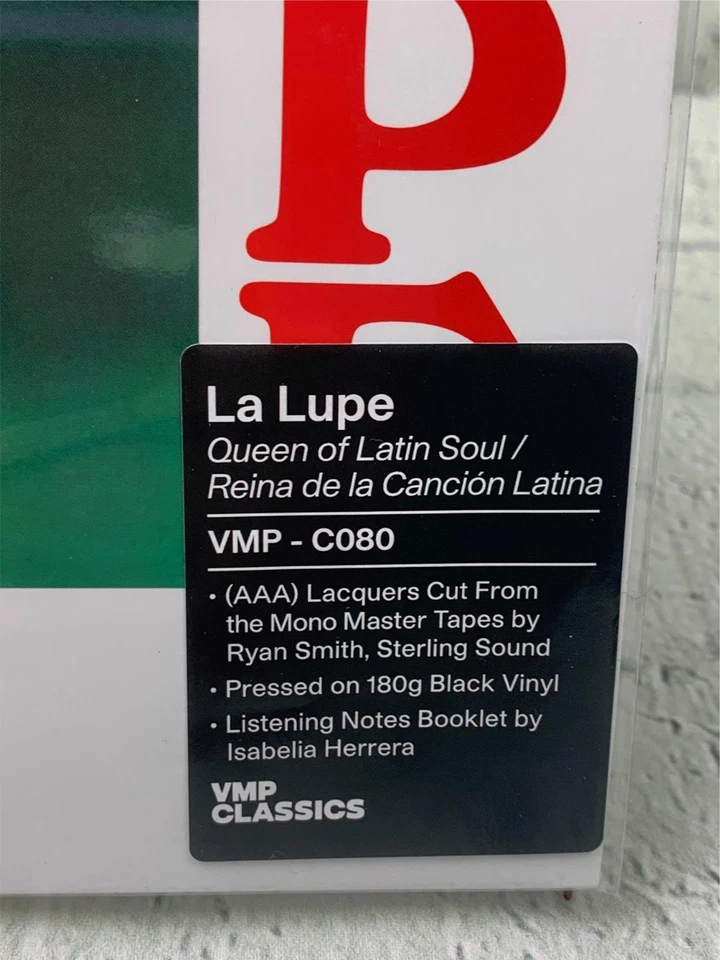 P
E
La Lupe
Queen of Latin Soul /
Reina de la Canción Latina
VMP - C080
• (AAA) Lacquers Cut From
the Mono Master Tapes by
Ryan Smith, Sterling Sound
• Pressed on 180g Black Vinyl
• Listening Notes Booklet by
Isabelia Herrera
VMP
CLASSICS